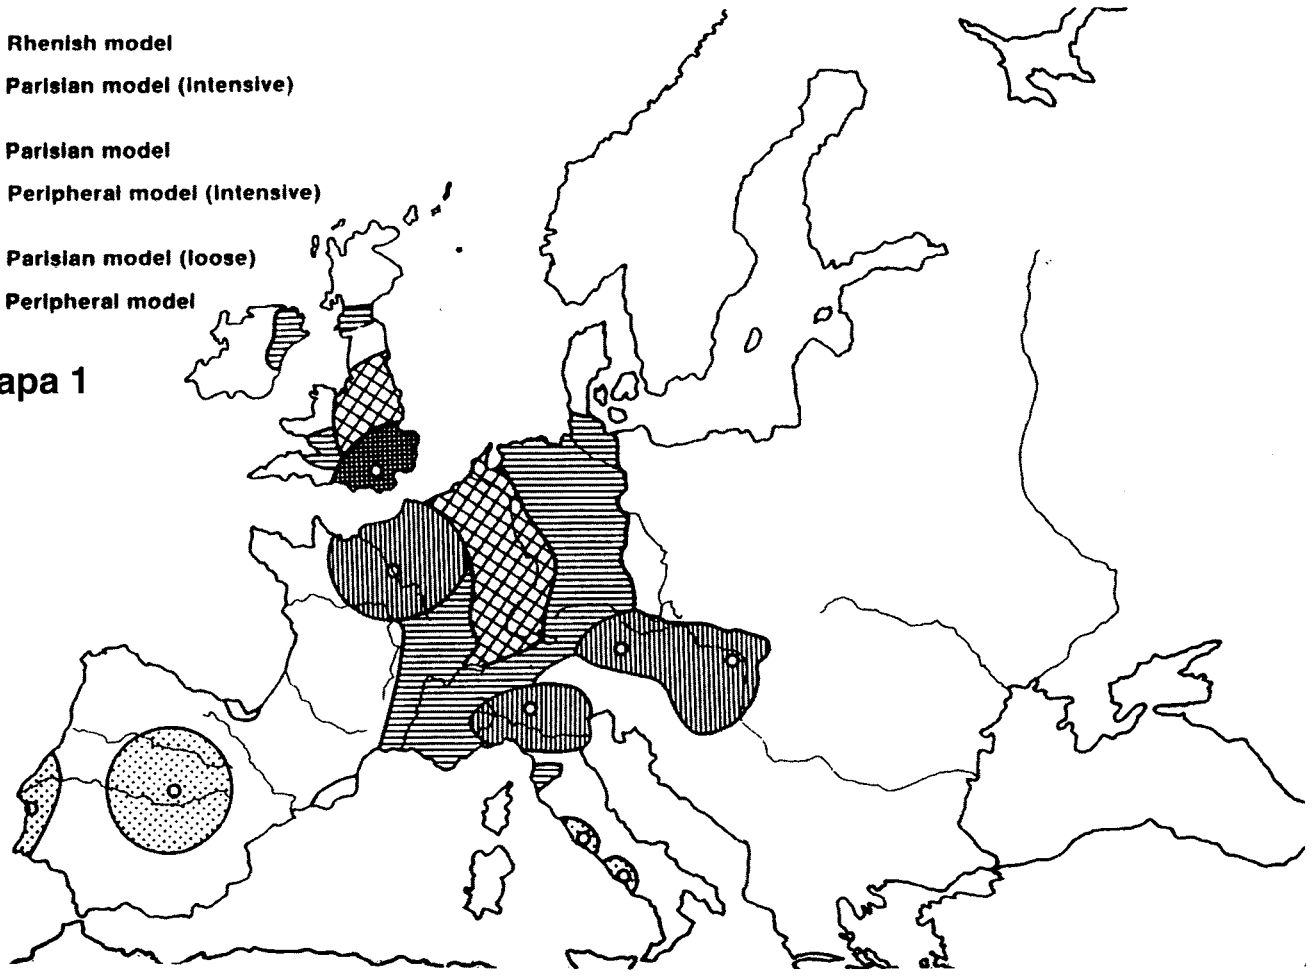 Rhenish model
Parisian model (intensive)
Parisian model
Peripheral model (intensive)
Parisian model (loose)
Peripheral model
apa 1